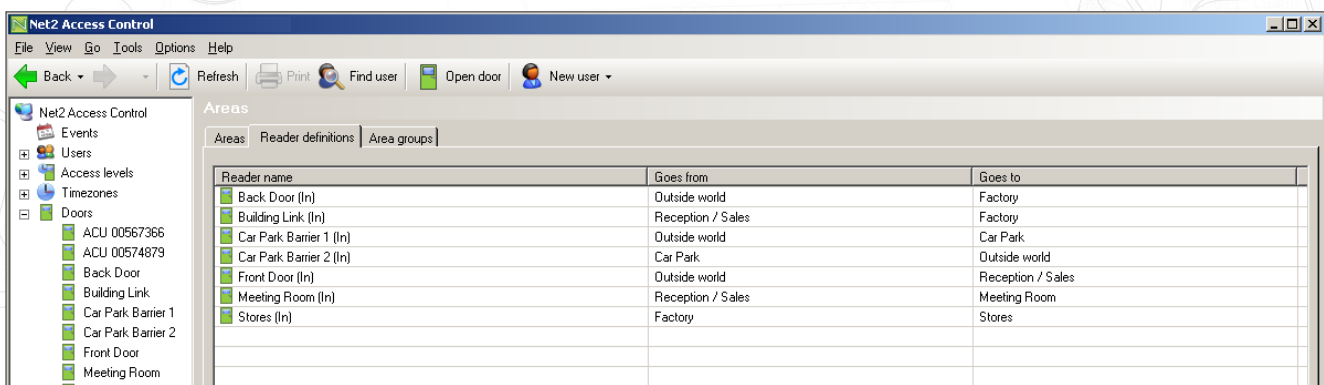 Net2 Access Control
File View Go Tools Options Help
Back Refresh Print Find user Open door New user
Net2 Access Control
Events
Users
Access levels
Timezones
Doors
ACU 00567366
ACU 00574879
Back Door
Building Link
Car Park Barrier 1
Car Park Barrier 2
Front Door
Meeting Room
Areas
Areas Reader definitions Area groups
Reader name Goes from Goes to
Back Door (In) Outside world Factory
Building Link (In) Reception / Sales Factory
Car Park Barrier 1 (In) Outside world Car Park
Car Park Barrier 2 (In) Car Park Outside world
Front Door (In) Outside world Reception / Sales
Meeting Room (In) Reception / Sales Meeting Room
Stores (In) Factory Stores